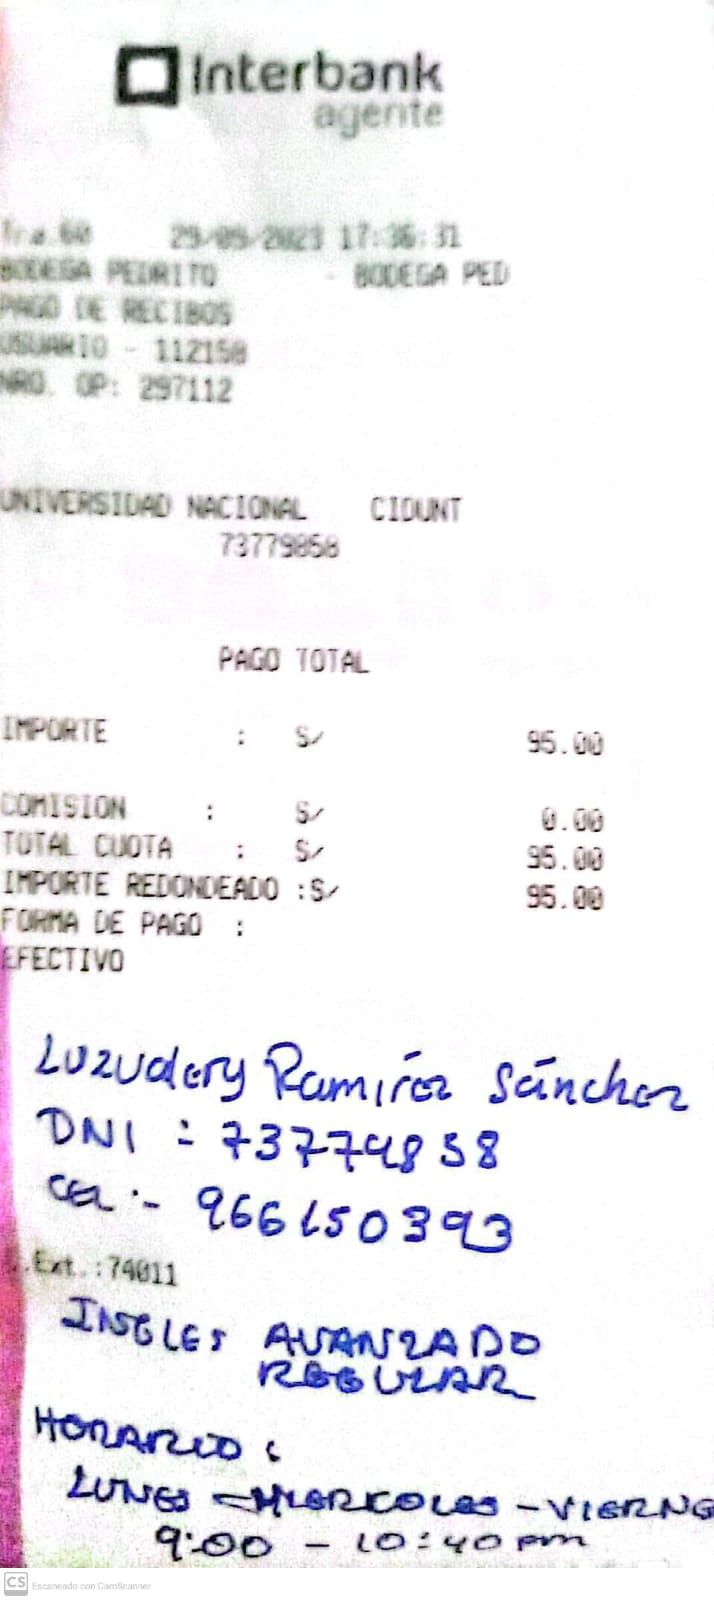 Interbank
agente
Tra.60 29/09/2023 17:36:31
BODEGA PEDRITO - BODEGA PED
PAGO DE RECIBOS
USUARIO - 112158
NRO. OP: 297112
UNIVERSIDAD NACIONAL CIDUNT
73779858
PAGO TOTAL
IMPORTE : S/ 95.00
COMISION : S/ 0.00
TOTAL CUOTA : S/ 95.00
IMPORTE REDONDEADO :S/ 95.00
FORMA DE PAGO :
EFECTIVO
Luzvdery Ramírez Sánchez
DNI : 73779858
CEL :- 966150393
Ext.:74011
INGLES AVANZADO
REGULAR
HORARIO :
LUNES - MIERCOLES - VIERNE
9:00 - 10:40 pm
CS Escaneado con CamScanner